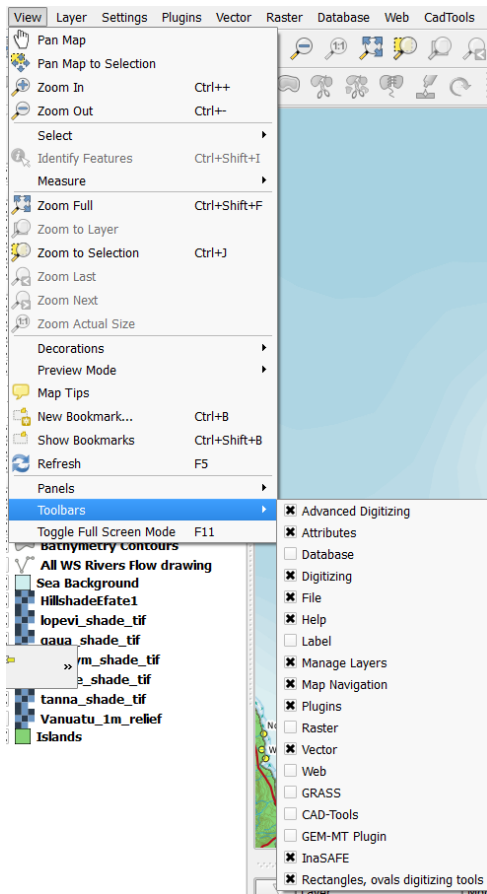 View Layer Settings Plugins Vector Raster Database Web CadTools
Pan Map
Pan Map to Selection
Zoom In Ctrl++
Zoom Out Ctrl+-
Select
Identify Features Ctrl+Shift+I
Measure
Zoom Full Ctrl+Shift+F
Zoom to Layer
Zoom to Selection Ctrl+J
Zoom Last
Zoom Next
Zoom Actual Size
Decorations
Preview Mode
Map Tips
New Bookmark... Ctrl+B
Show Bookmarks Ctrl+Shift+B
Refresh F5
Panels
Toolbars
Toggle Full Screen Mode F11
Advanced Digitizing
Attributes
Database
Digitizing
File
Help
Label
Manage Layers
Map Navigation
Plugins
Raster
Vector
Web
GRASS
CAD-Tools
GEM-MT Plugin
InaSAFE
Rectangles, ovals digitizing tools
Bathymetry Contours
All WS Rivers Flow drawing
Sea Background
HillshadeEfate1
lopevi_shade_tif
gaua_shade_tif
ym_shade_tif
e_shade_tif
tanna_shade_tif
Vanuatu_1m_relief
Islands